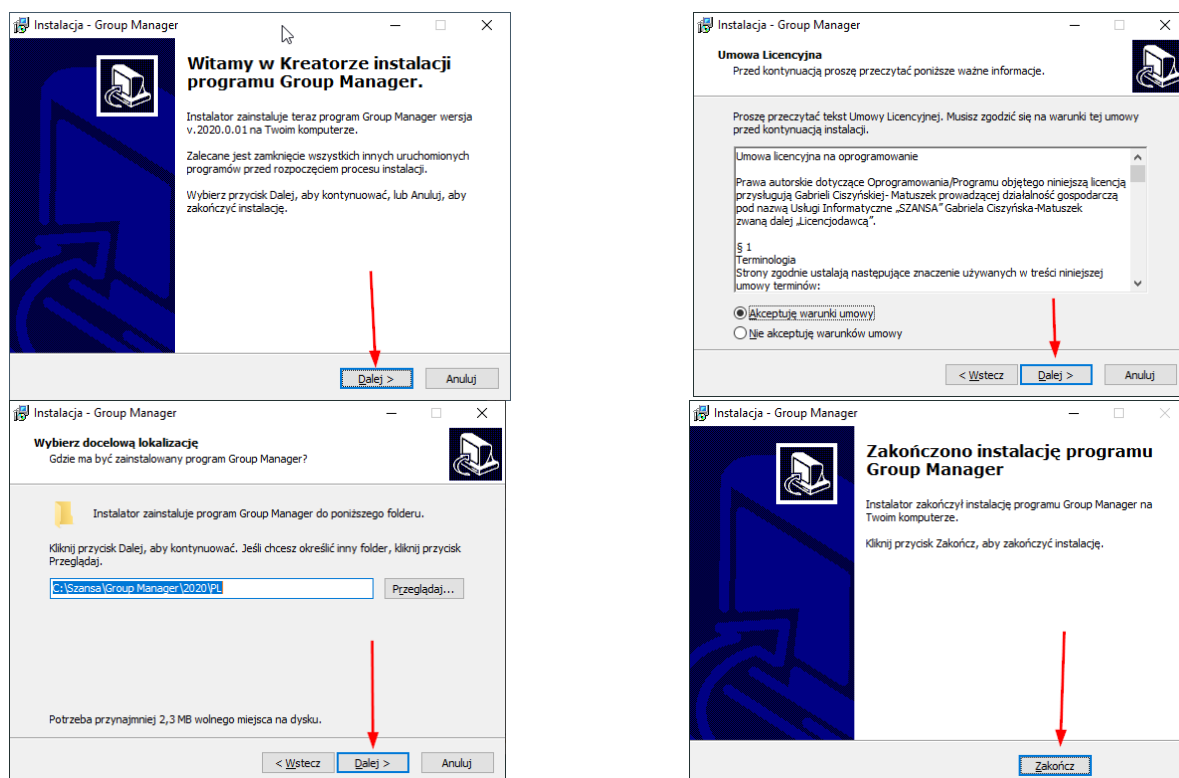 Instalacja - Group Manager
Witamy w Kreatorze instalacji
programu Group Manager.
Instalator zainstaluje teraz program Group Manager wersja
v.2020.0.01 na Twoim komputerze.
Zalecane jest zamknięcie wszystkich innych uruchomionych
programów przed rozpoczęciem procesu instalacji.
Wybierz przycisk Dalej, aby kontynuować, lub Anuluj, aby
zakończyć instalację.
Dalej >
Anuluj
Instalacja - Group Manager
Umowa Licencyjna
Przed kontynuacją proszę przeczytać poniższe ważne informacje.
Proszę przeczytać tekst Umowy Licencyjnej. Musisz zgodzić się na warunki tej umowy
przed kontynuacją instalacji.
Umowa licencyjna na oprogramowanie
Prawa autorskie dotyczące Oprogramowania/Programu objętego niniejszą licencją
przysługują Gabrieli Ciszyńskiej- Matuszek prowadzącej działalność gospodarczą
pod nazwą Usługi Informatyczne „SZANSA” Gabriela Ciszyńska-Matuszek
zwaną dalej „Licencjodawcą”.
§ 1
Terminologia
Strony zgodnie ustalają następujące znaczenie używanych w treści niniejszej
umowy terminów:
Akceptuję warunki umowy
Nie akceptuję warunków umowy
< Wstecz
Dalej >
Anuluj
Instalacja - Group Manager
Wybierz docelową lokalizację
Gdzie ma być zainstalowany program Group Manager?
Instalator zainstaluje program Group Manager do poniższego folderu.
Kliknij przycisk Dalej, aby kontynuować. Jeśli chcesz określić inny folder, kliknij przycisk
Przeglądaj.
C:\Szansa\Group Manager\2020\PL
Przeglądaj...
Potrzeba przynajmniej 2,3 MB wolnego miejsca na dysku.
< Wstecz
Dalej >
Anuluj
Instalacja - Group Manager
Zakończono instalację programu
Group Manager
Instalator zakończył instalację programu Group Manager na
Twoim komputerze.
Kliknij przycisk Zakończ, aby zakończyć instalację.
Zakończ